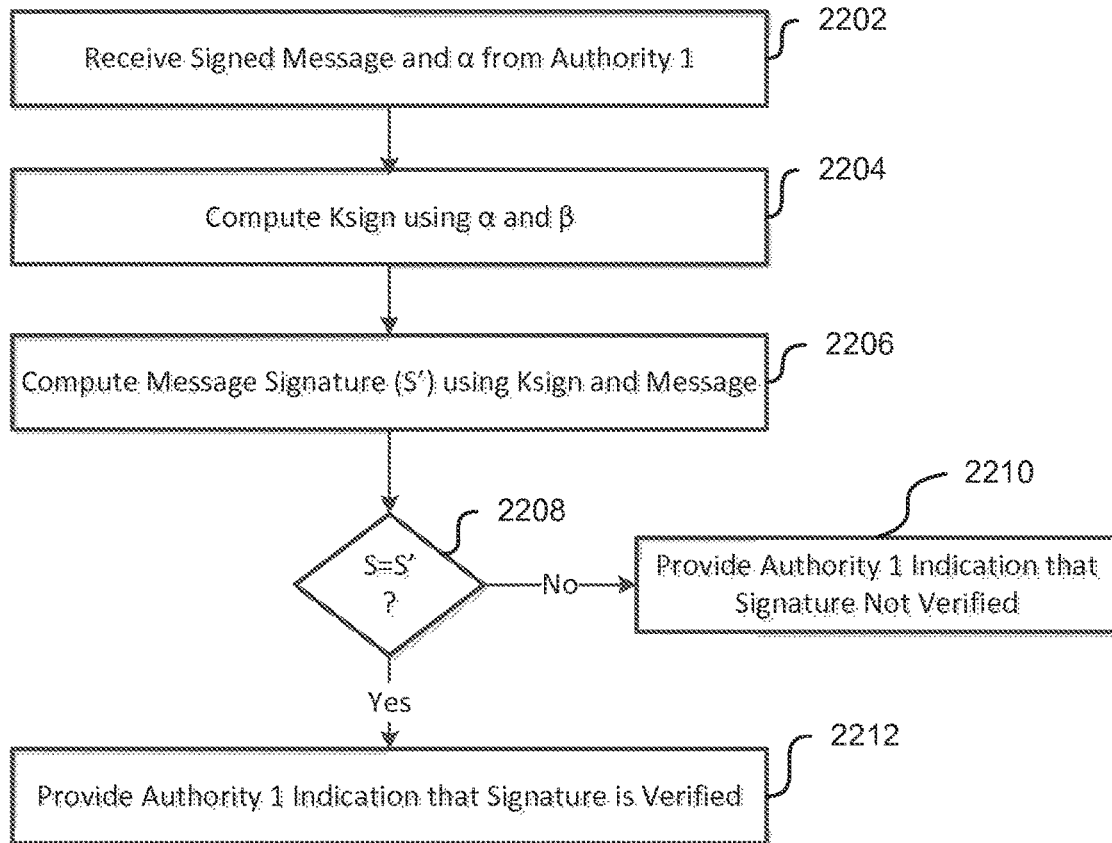 2202
Receive Signed Message and α from Authority 1
2204
Compute Ksign using α and β
2206
Compute Message Signature (S′) using Ksign and Message
2208
S=S′
?
No
2210
Provide Authority 1 Indication that
Signature Not Verified
Yes
2212
Provide Authority 1 Indication that Signature is Verified